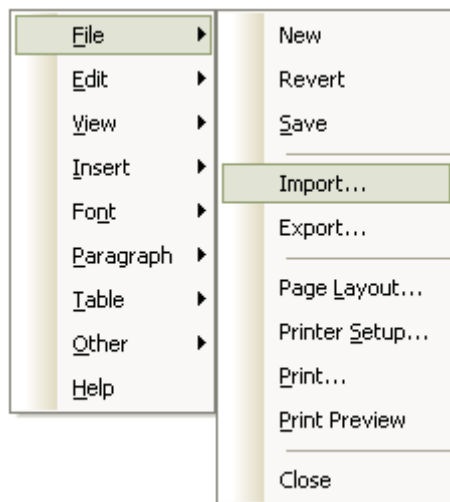 File
Edit
View
Insert
Font
Paragraph
Table
Other
Help
New
Revert
Save
Import...
Export...
Page Layout...
Printer Setup...
Print...
Print Preview
Close